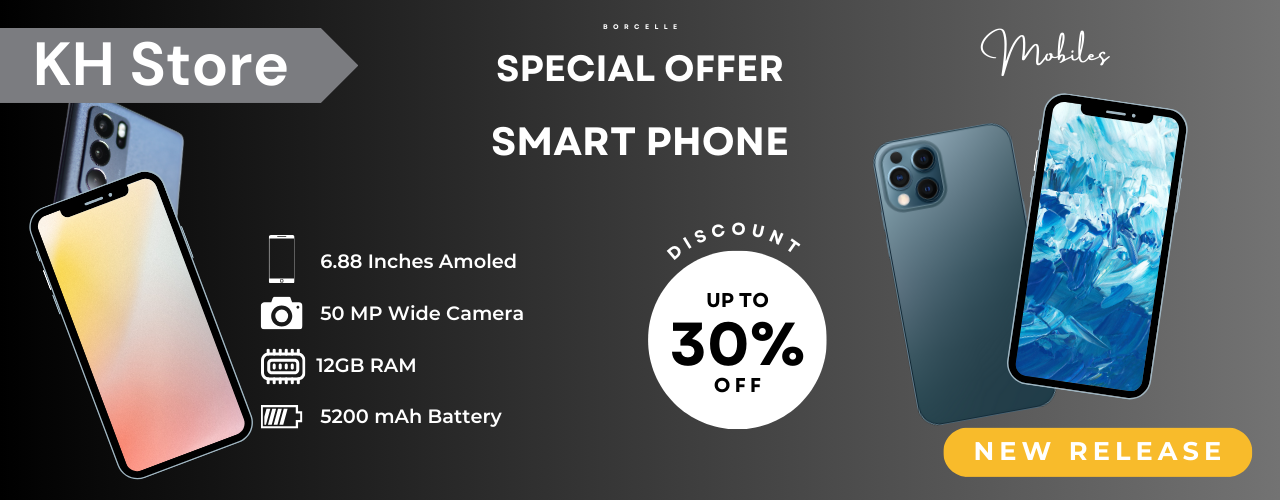 KH Store
BORCELLE
SPECIAL OFFER
SMART PHONE
Mobiles
6.88 Inches Amoled
50 MP Wide Camera
12GB RAM
5200 mAh Battery
DISCOUNT
UP TO
30%
OFF
NEW RELEASE